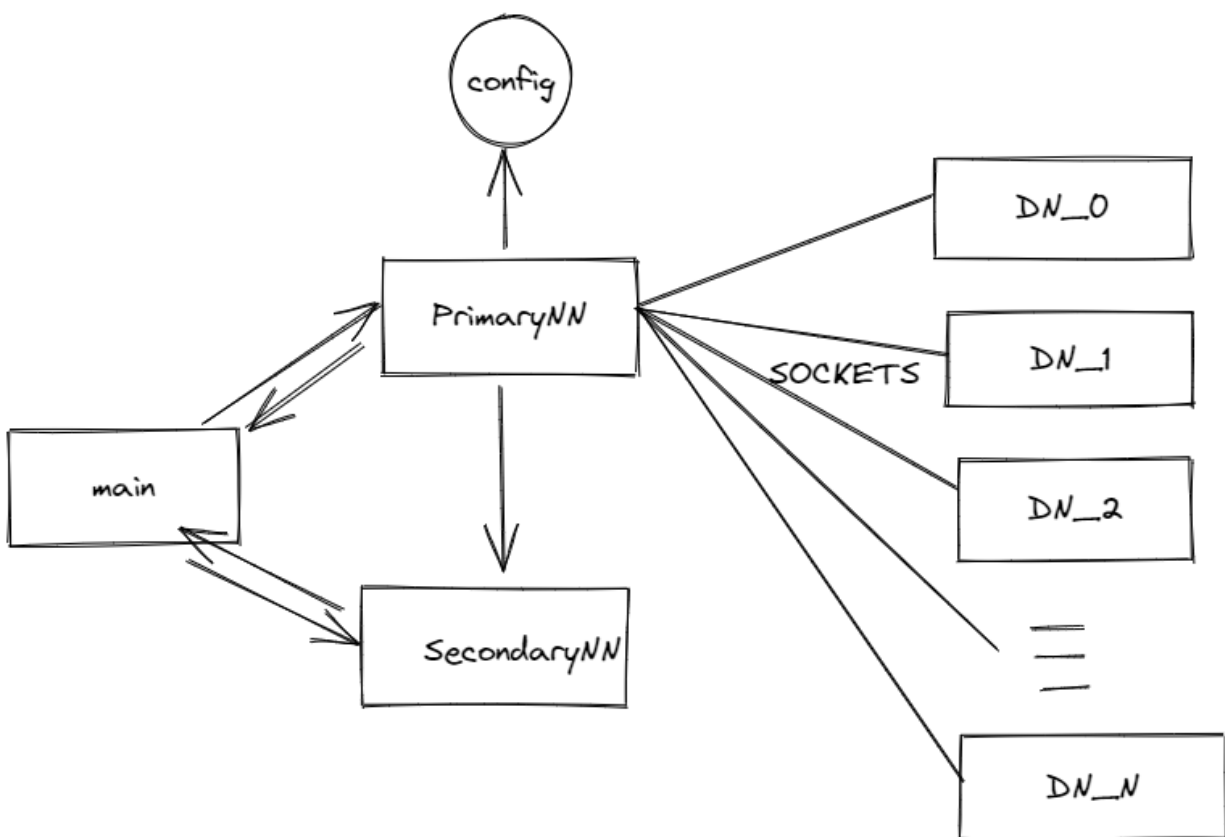 config
DN_0
PrimaryNN
DN_1
SOCKETS
main
DN_2
SecondaryNN
DN_N